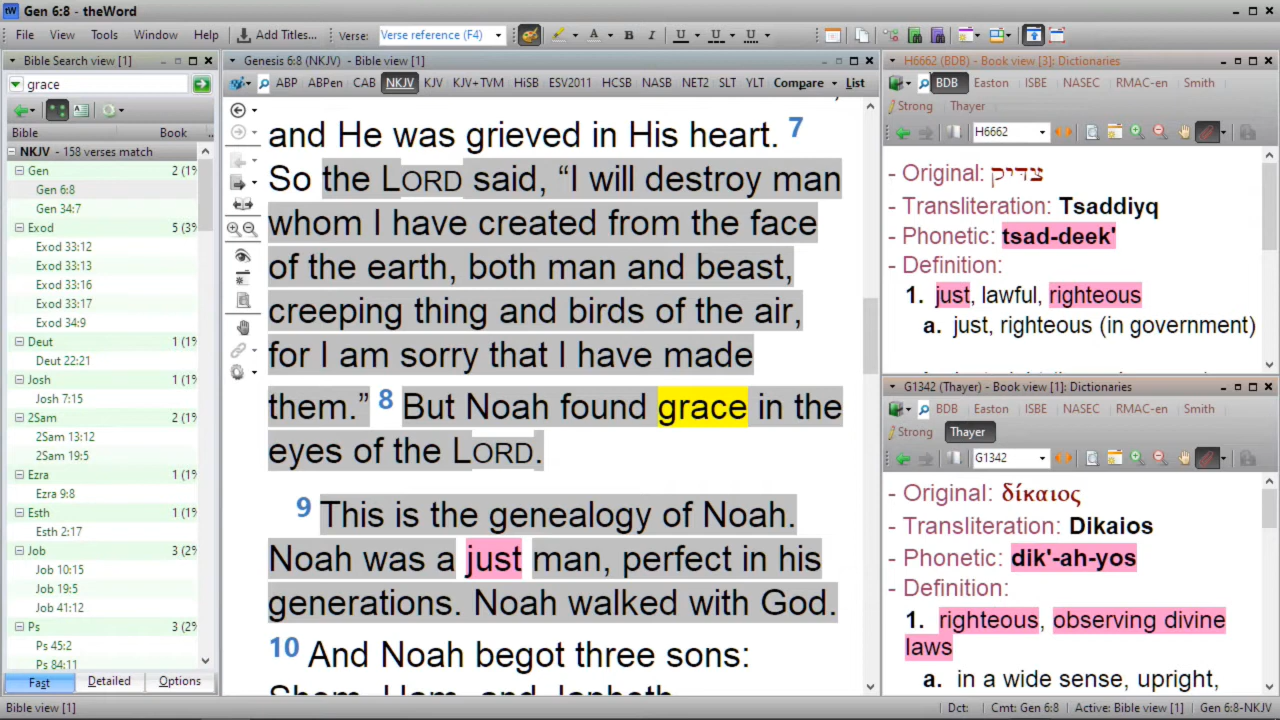 Gen 6:8 - theWord
File View Tools Window Help Add Titles... Verse: Verse reference (F4) B I U U U
Bible Search view [1]
grace
Bible Book
NKJV - 158 verses match
Gen 2 (1%
Gen 6:8
Gen 34:7
Exod 5 (3%
Exod 33:12
Exod 33:13
Exod 33:16
Exod 33:17
Exod 34:9
Deut 1 (1%
Deut 22:21
Josh 1 (1%
Josh 7:15
2Sam 2 (1%
2Sam 13:12
2Sam 19:5
Ezra 1 (1%
Ezra 9:8
Esth 1 (1%
Esth 2:17
Job 3 (2%
Job 10:15
Job 19:5
Job 41:12
Ps 3 (2%
Ps 45:2
Ps 84:11
Fast Detailed Options
Genesis 6:8 (NKJV) - Bible view [1]
ABP ABPen CAB NKJV KJV KJV+TVM HiSB ESV2011 HCSB NASB NET2 SLT YLT Compare List
and He was grieved in His heart. 7
So the LORD said, “I will destroy man
whom I have created from the face
of the earth, both man and beast,
creeping thing and birds of the air,
for I am sorry that I have made
them.” 8 But Noah found grace in the
eyes of the LORD.
9 This is the genealogy of Noah.
Noah was a just man, perfect in his
generations. Noah walked with God.
10 And Noah begot three sons:
Shem, Ham, and Japheth.
H6662 (BDB) - Book view [3]: Dictionaries
BDB Easton ISBE NASEC RMAC-en Smith
Strong Thayer
H6662
- Original: צדיק
- Transliteration: Tsaddiyq
- Phonetic: tsad-deek'
- Definition:
1. just, lawful, righteous
a. just, righteous (in government)
G1342 (Thayer) - Book view [1]: Dictionaries
BDB Easton ISBE NASEC RMAC-en Smith
Strong Thayer
G1342
- Original: δίκαιος
- Transliteration: Dikaios
- Phonetic: dik'-ah-yos
- Definition:
1. righteous, observing divine
laws
a. in a wide sense, upright,
Bible view [1] Dct: Cmt: Gen 6:8 Active: Bible view [1] Gen 6:8-NKJV